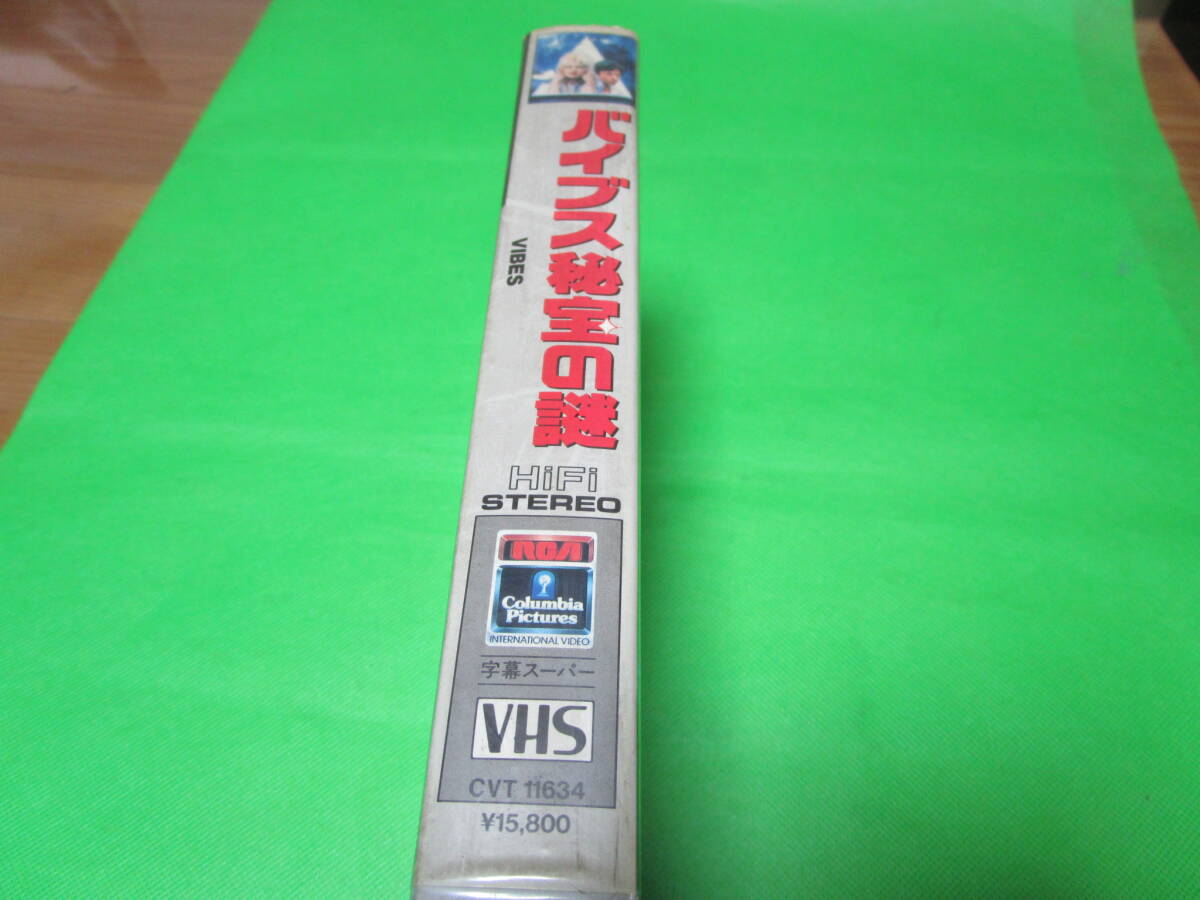 バイブス秘宝の謎
VIBES
HiFi
STEREO
RCA
Columbia
Pictures
INTERNATIONAL VIDEO
字幕スーパー
VHS
CVT 11634
¥15,800